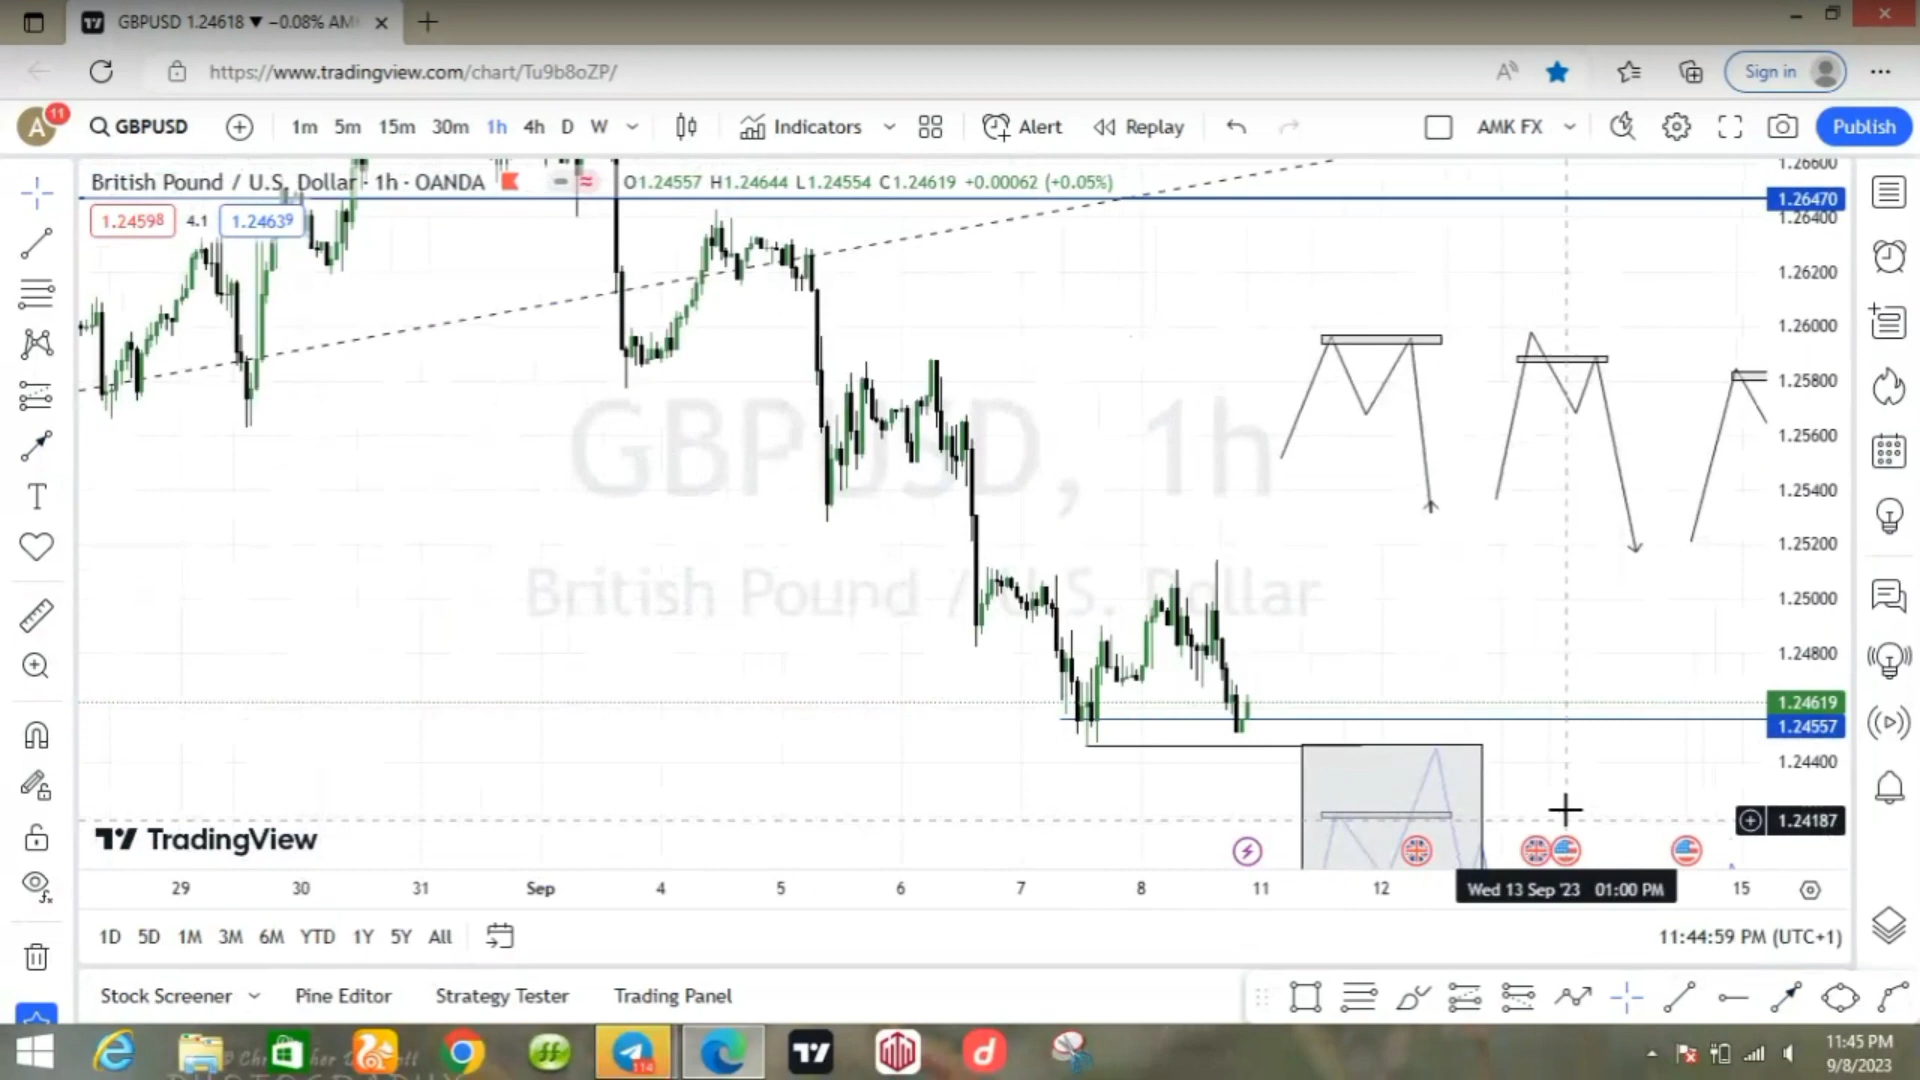 GBPUSD 1.24618 ▼ −0.08% AM
https://www.tradingview.com/chart/Tu9b8oZP/
Sign in
A 11
GBPUSD 1m 5m 15m 30m 1h 4h D W Indicators Alert Replay AMK FX Publish
British Pound / U.S. Dollar · 1h · OANDA O1.24557 H1.24644 L1.24554 C1.24619 +0.00062 (+0.05%)
1.24598 4.1 1.24639
GBPUSD, 1h
British Pound / U.S. Dollar
1.26600
1.26470
1.26400
1.26200
1.26000
1.25800
1.25600
1.25400
1.25200
1.25000
1.24800
1.24619
1.24557
1.24400
1.24187
TradingView
29 30 31 Sep 4 5 6 7 8 11 12 Wed 13 Sep '23 01:00 PM 15
1D 5D 1M 3M 6M YTD 1Y 5Y All 11:44:59 PM (UTC+1)
Stock Screener Pine Editor Strategy Tester Trading Panel
114
11:45 PM
9/8/2023